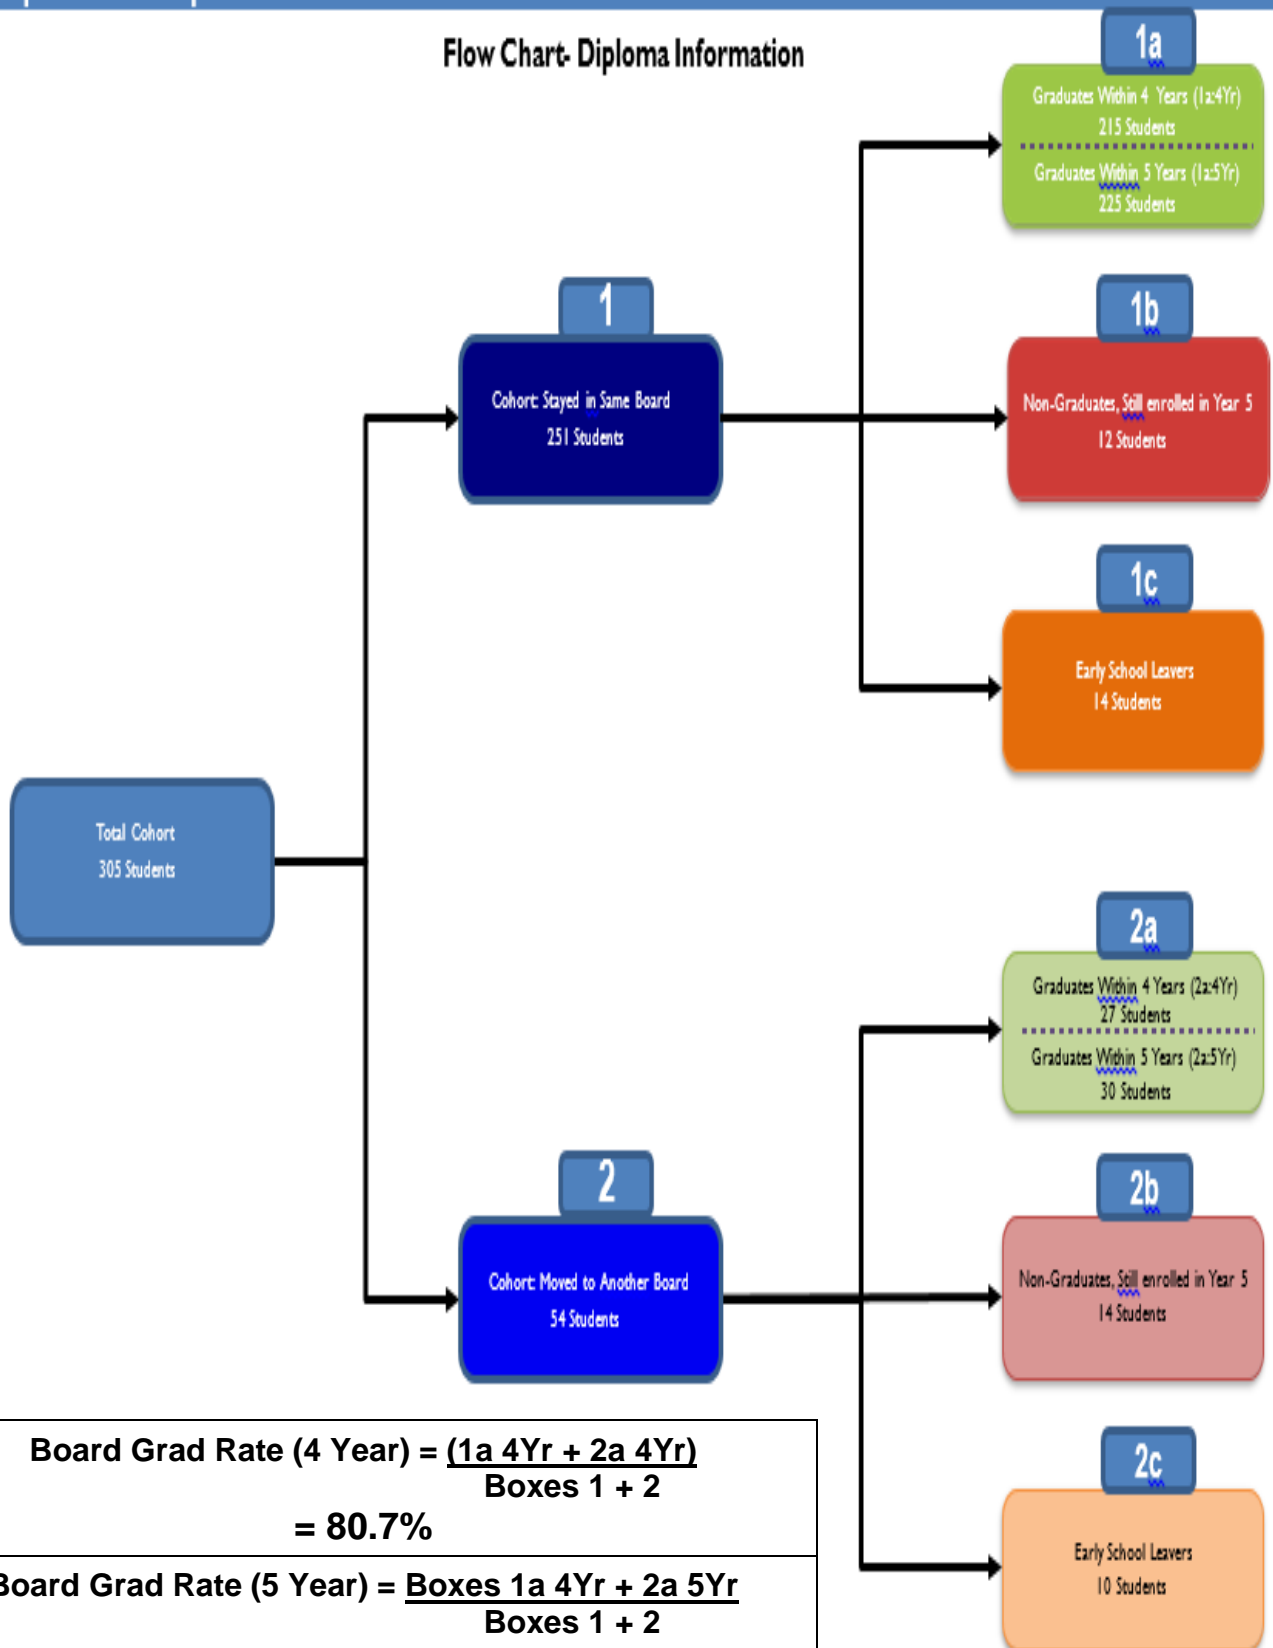 Flow Chart- Diploma Information
1a
Graduates Within 4 Years (1a:4Yr)
215 Students
Graduates Within 5 Years (1a:5Yr)
225 Students
1
Cohort: Stayed in Same Board
251 Students
1b
Non-Graduates, Still enrolled in Year 5
12 Students
1c
Early School Leavers
14 Students
Total Cohort
305 Students
2a
Graduates Within 4 Years (2a:4Yr)
27 Students
Graduates Within 5 Years (2a:5Yr)
30 Students
2
Cohort: Moved to Another Board
54 Students
2b
Non-Graduates, Still enrolled in Year 5
14 Students
2c
Early School Leavers
10 Students
Board Grad Rate (4 Year) = (1a 4Yr + 2a 4Yr)
Boxes 1 + 2
= 80.7%
Board Grad Rate (5 Year) = Boxes 1a 4Yr + 2a 5Yr
Boxes 1 + 2